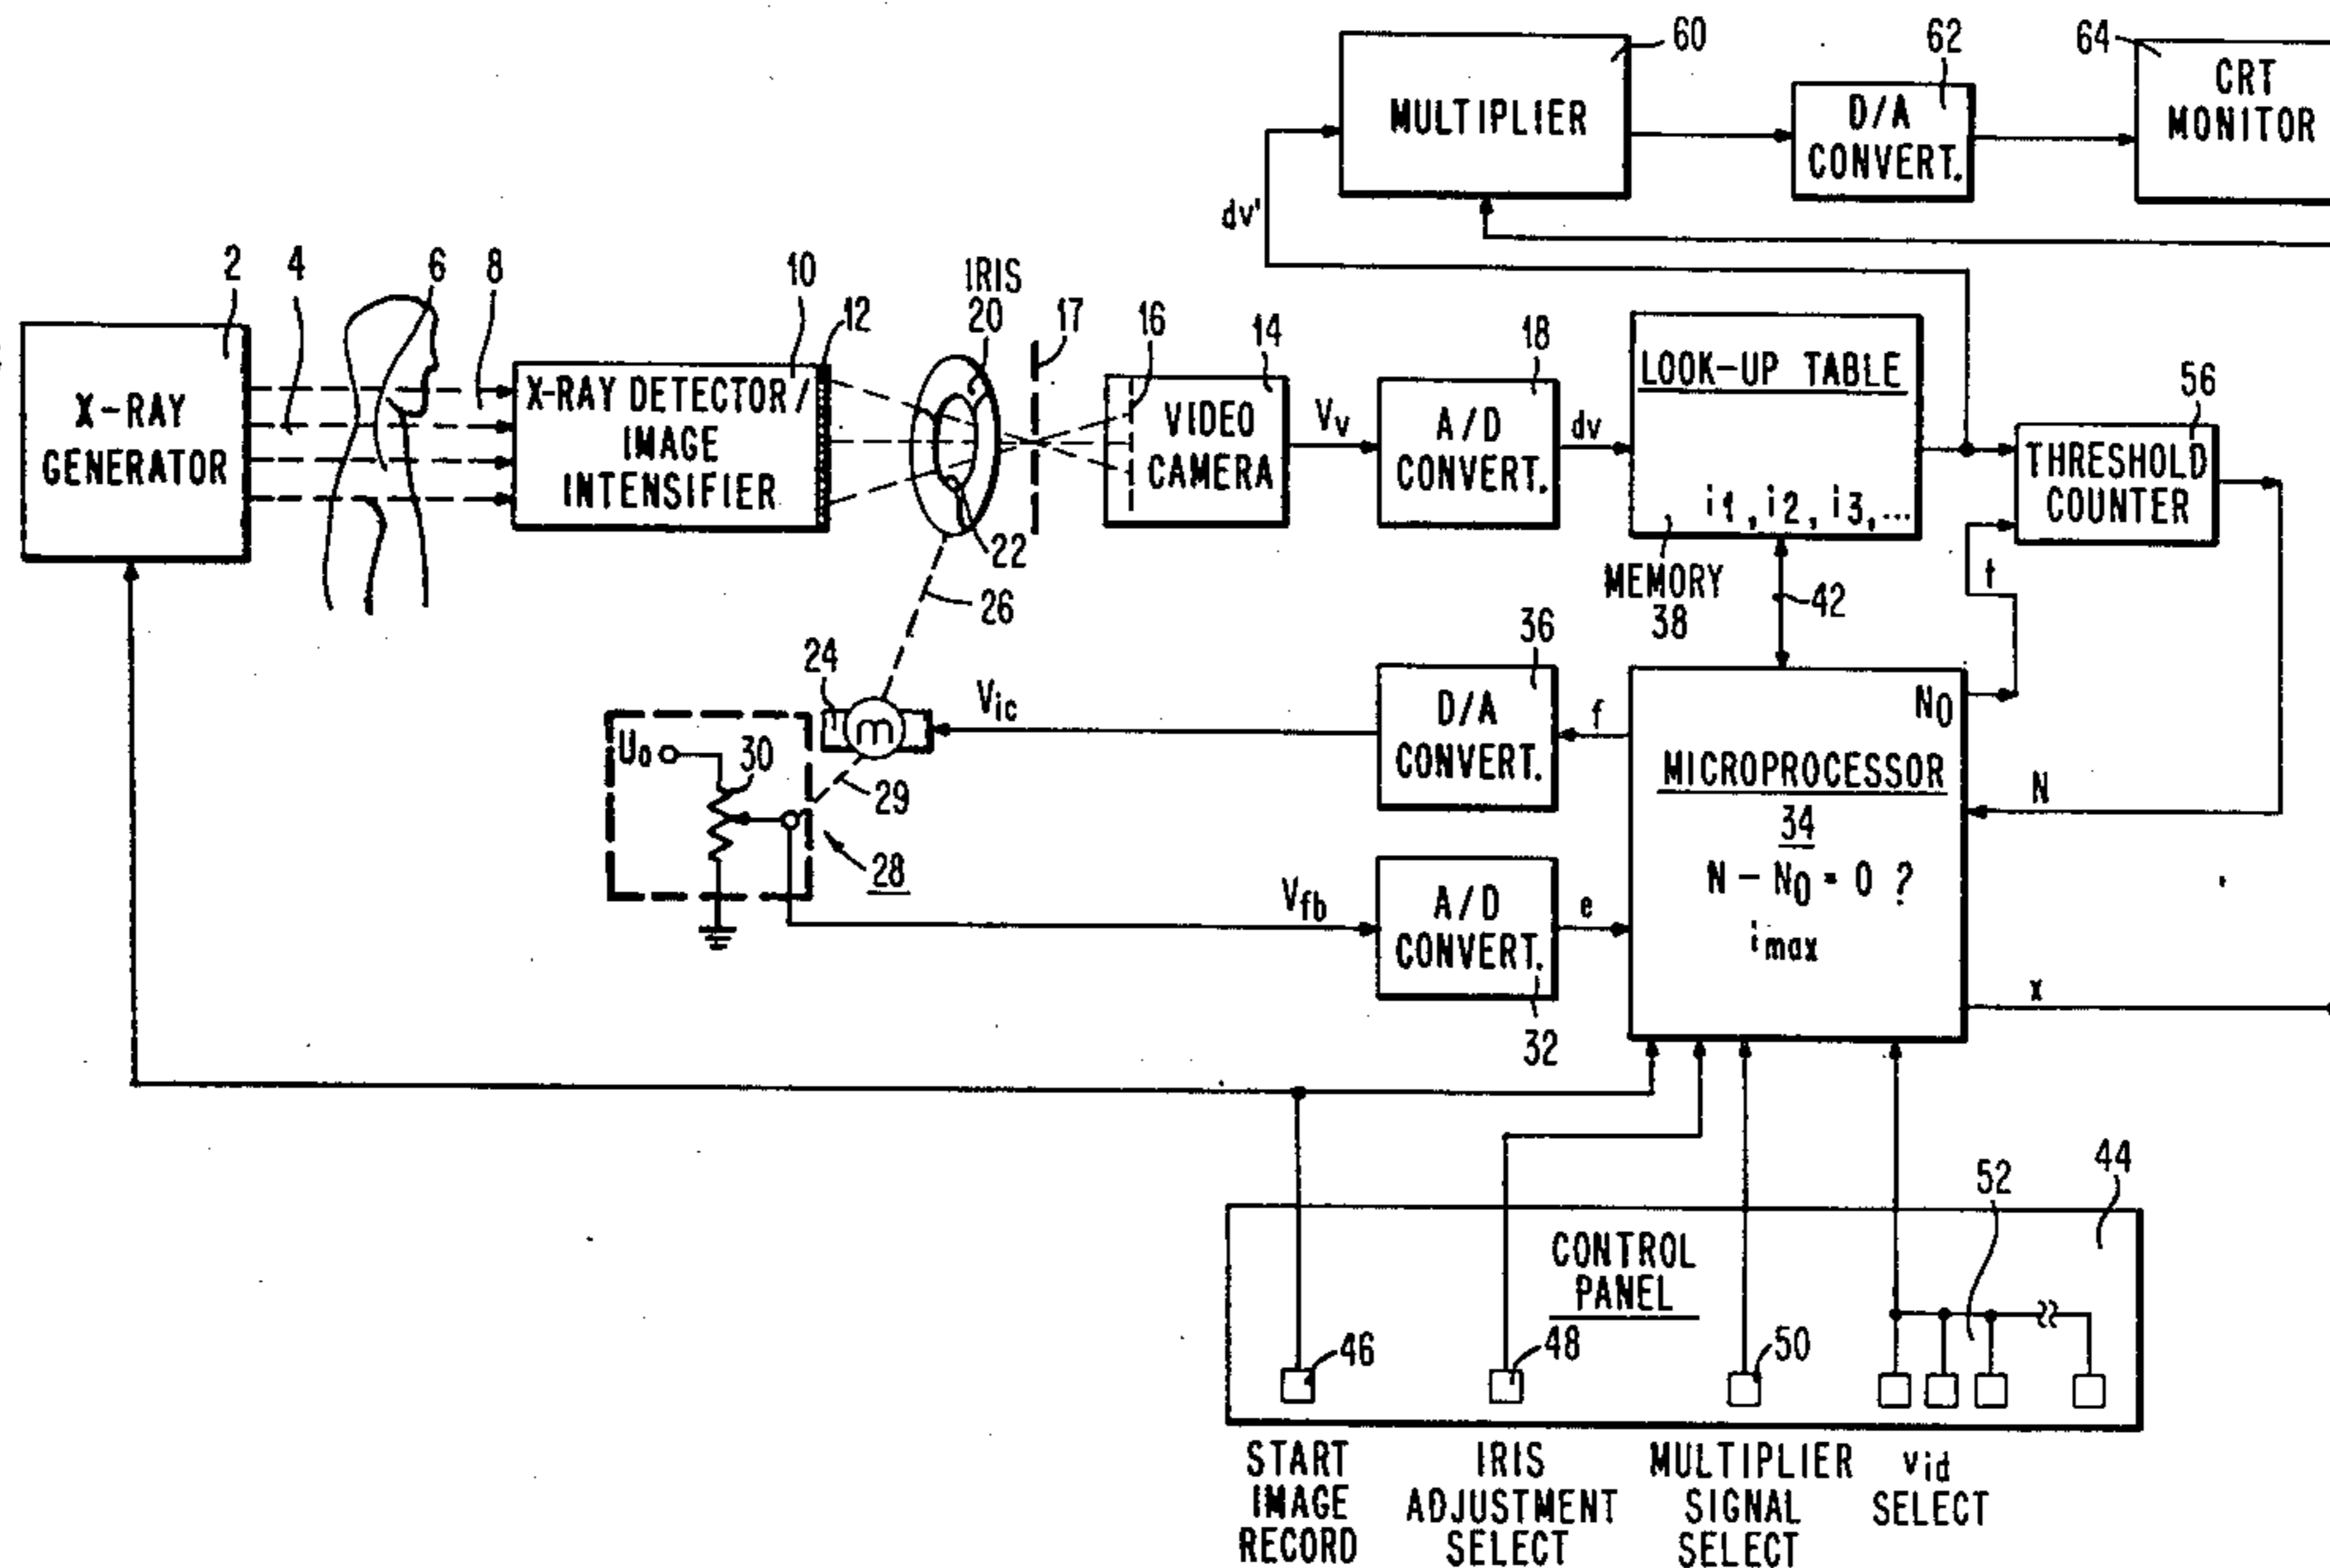 60
62
64
MULTIPLIER
D/A
CONVERT.
CRT
MONITOR
dv'
2
4
6
8
10
12
IRIS
20
17
16
14
18
56
X-RAY
GENERATOR
X-RAY DETECTOR/
IMAGE
INTENSIFIER
22
VIDEO
CAMERA
Vv
A/D
CONVERT.
dv
LOOK-UP TABLE
i1, i2, i3, ...
THRESHOLD
COUNTER
MEMORY
38
42
t
26
24
m
Vic
36
D/A
CONVERT.
f
N0
MICROPROCESSOR
34
N - N0 = 0 ?
imax
N
U0
30
29
28
Vfb
A/D
CONVERT.
e
32
x
52
44
CONTROL
PANEL
46
48
50
START
IMAGE
RECORD
IRIS
ADJUSTMENT
SELECT
MULTIPLIER
SIGNAL
SELECT
vid
SELECT